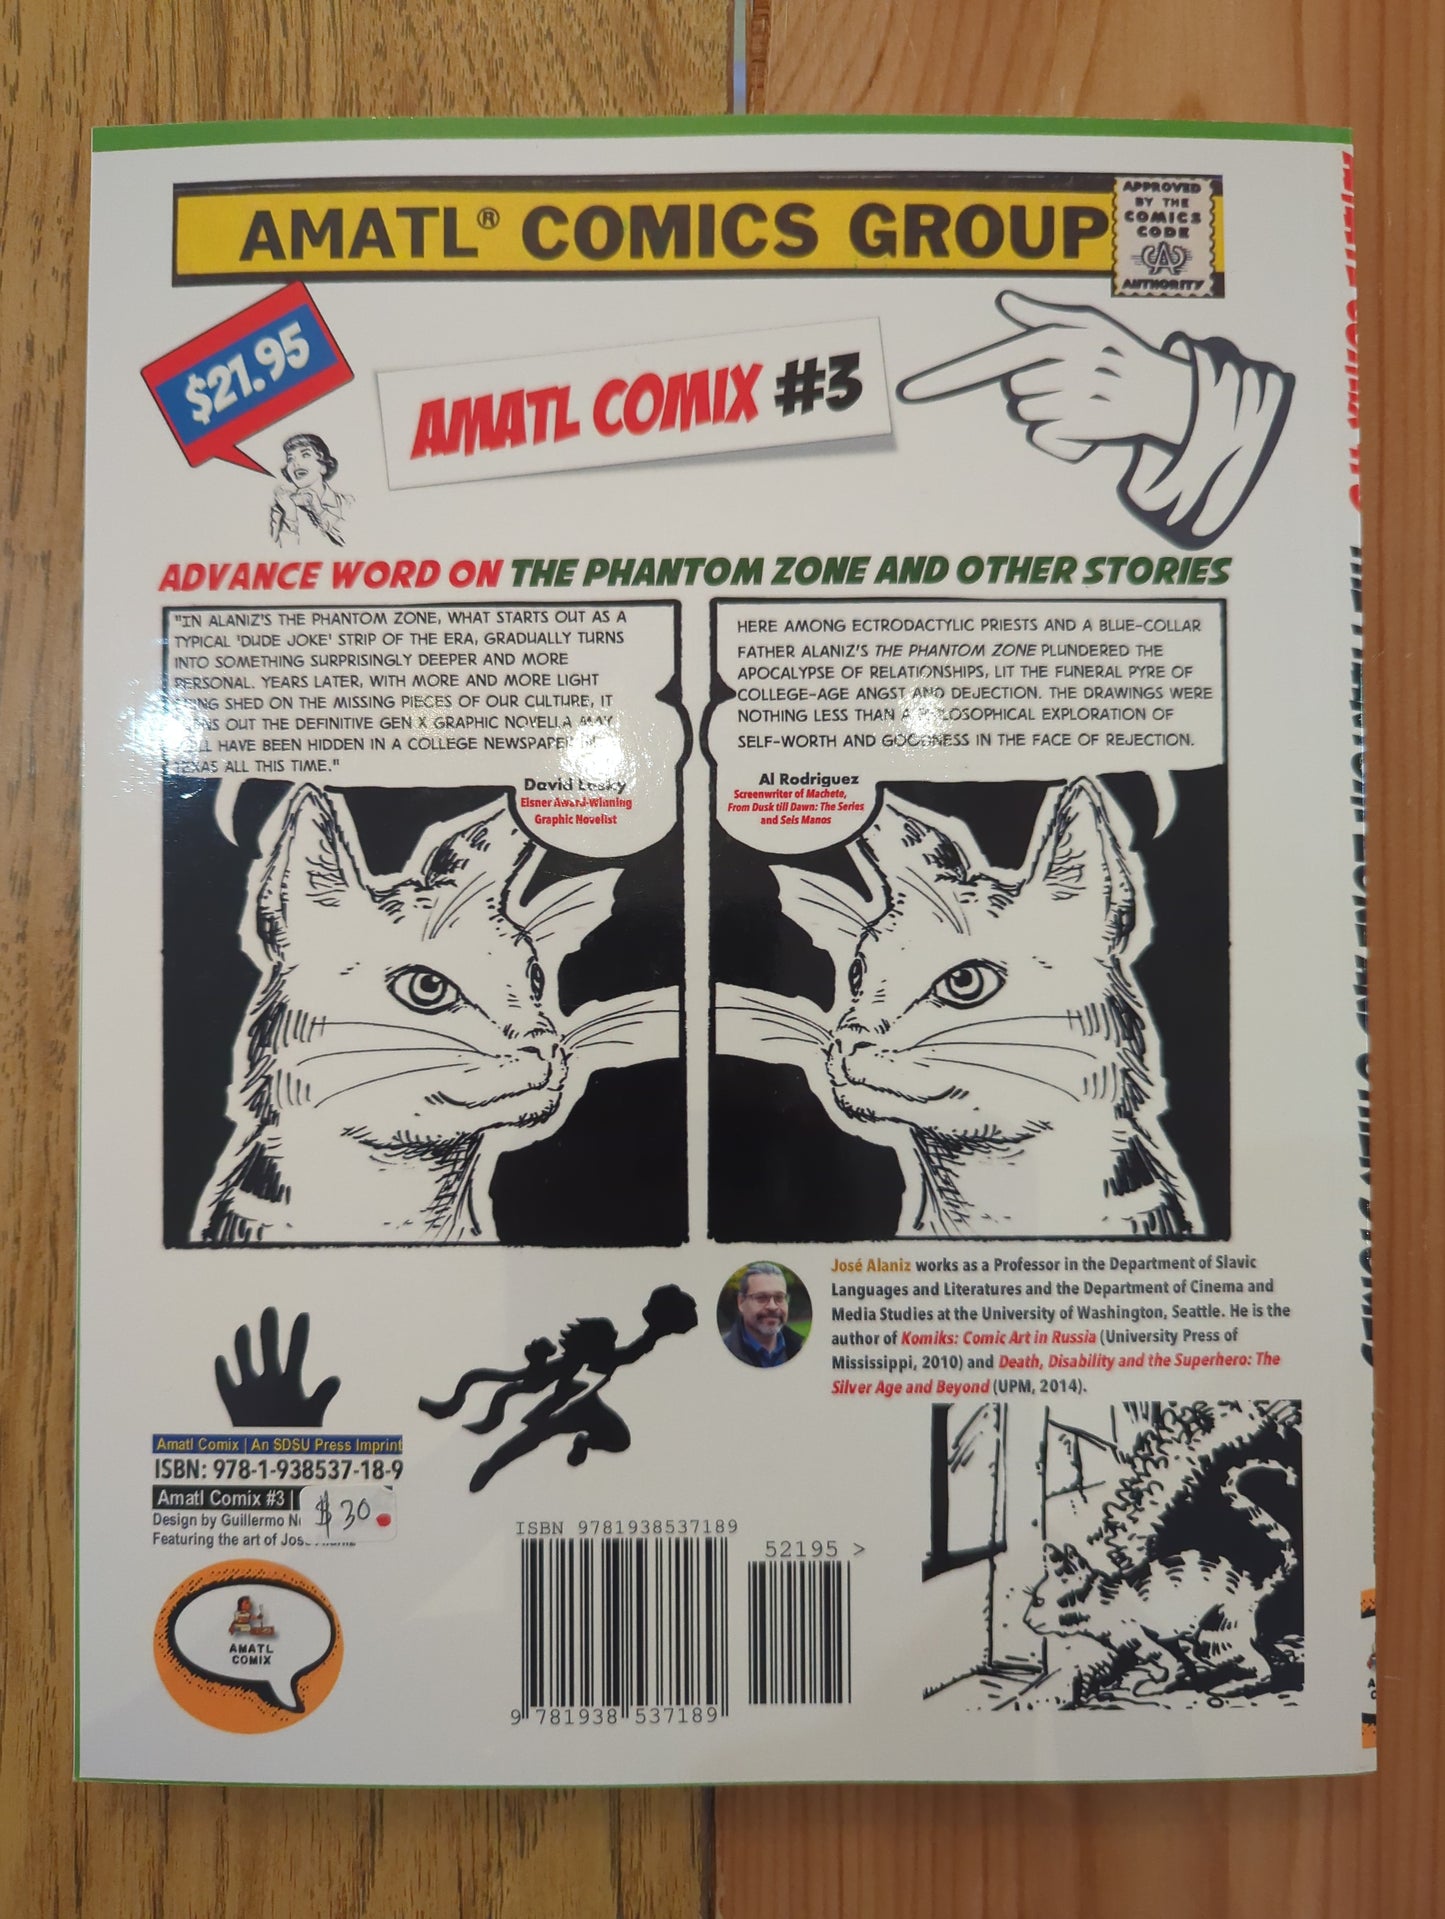 AMATL® COMICS GROUP
APPROVED
BY THE
COMICS
CODE
CA
AUTHORITY
$21.95
AMATL COMIX #3
ADVANCE WORD ON THE PHANTOM ZONE AND OTHER STORIES
"IN ALANIZ'S THE PHANTOM ZONE, WHAT STARTS OUT AS A
TYPICAL 'DUDE JOKE' STRIP OF THE ERA, GRADUALLY TURNS
INTO SOMETHING SURPRISINGLY DEEPER AND MORE
PERSONAL. YEARS LATER, WITH MORE AND MORE LIGHT
SHED ON THE MISSING PIECES OF OUR CULTURE, IT
OUT THE DEFINITIVE GEN X GRAPHIC NOVELLA MAY
HAVE BEEN HIDDEN IN A COLLEGE NEWSPAPER
TEXAS ALL THIS TIME."
David Lasky
Eisner Award-Winning
Graphic Novelist
HERE AMONG ECTRODACTYLIC PRIESTS AND A BLUE-COLLAR
FATHER ALANIZ'S THE PHANTOM ZONE PLUNDERED THE
APOCALYPSE OF RELATIONSHIPS, LIT THE FUNERAL PYRE OF
COLLEGE-AGE ANGST AND DEJECTION. THE DRAWINGS WERE
NOTHING LESS THAN A PHILOSOPHICAL EXPLORATION OF
SELF-WORTH AND GOODNESS IN THE FACE OF REJECTION.
Al Rodriguez
Screenwriter of Machete,
From Dusk till Dawn: The Series
and Seis Manos
José Alaniz works as a Professor in the Department of Slavic
Languages and Literatures and the Department of Cinema and
Media Studies at the University of Washington, Seattle. He is the
author of Komiks: Comic Art in Russia (University Press of
Mississippi, 2010) and Death, Disability and the Superhero: The
Silver Age and Beyond (UPM, 2014).
Amatl Comix | An SDSU Press Imprint
ISBN: 978-1-938537-18-9
Amatl Comix #3 |
Design by Guillermo
Featuring the art of
$30
AMATL
COMIX
ISBN 9781938537189
52195 >
9 781938 537189